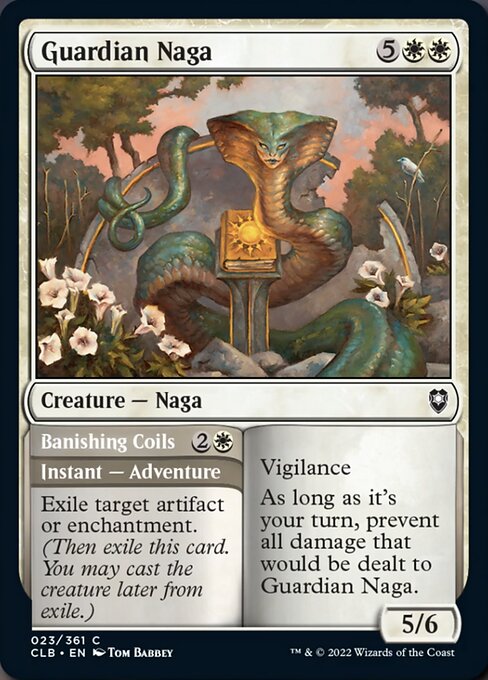 Guardian Naga 5
Creature — Naga
Banishing Coils 2
Instant — Adventure
Exile target artifact
or enchantment.
(Then exile this card.
You may cast the
creature later from
exile.)
Vigilance
As long as it's
your turn, prevent
all damage that
would be dealt to
Guardian Naga.
5/6
023/361 C
CLB • EN Tom Babbey
™ & © 2022 Wizards of the Coast